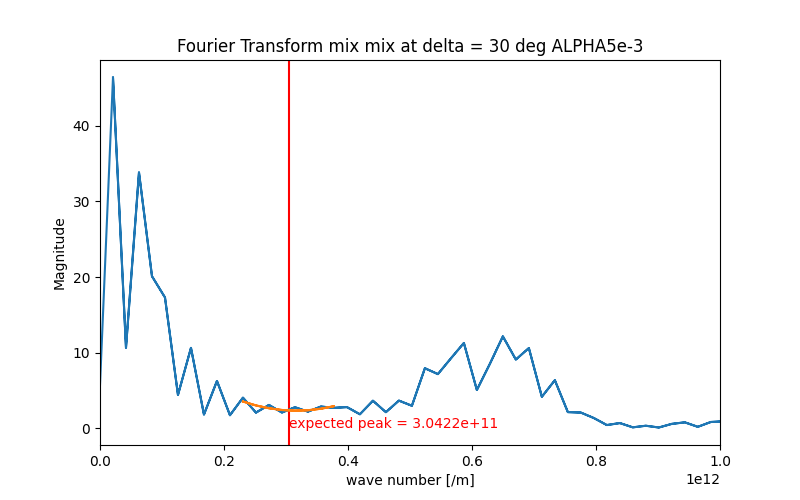 Fourier Transform mix mix at delta = 30 deg ALPHA5e-3
Magnitude
40
30
20
10
0
expected peak = 3.0422e+11
0.0 0.2 0.4 0.6 0.8 1.0
1e12
wave number [/m]